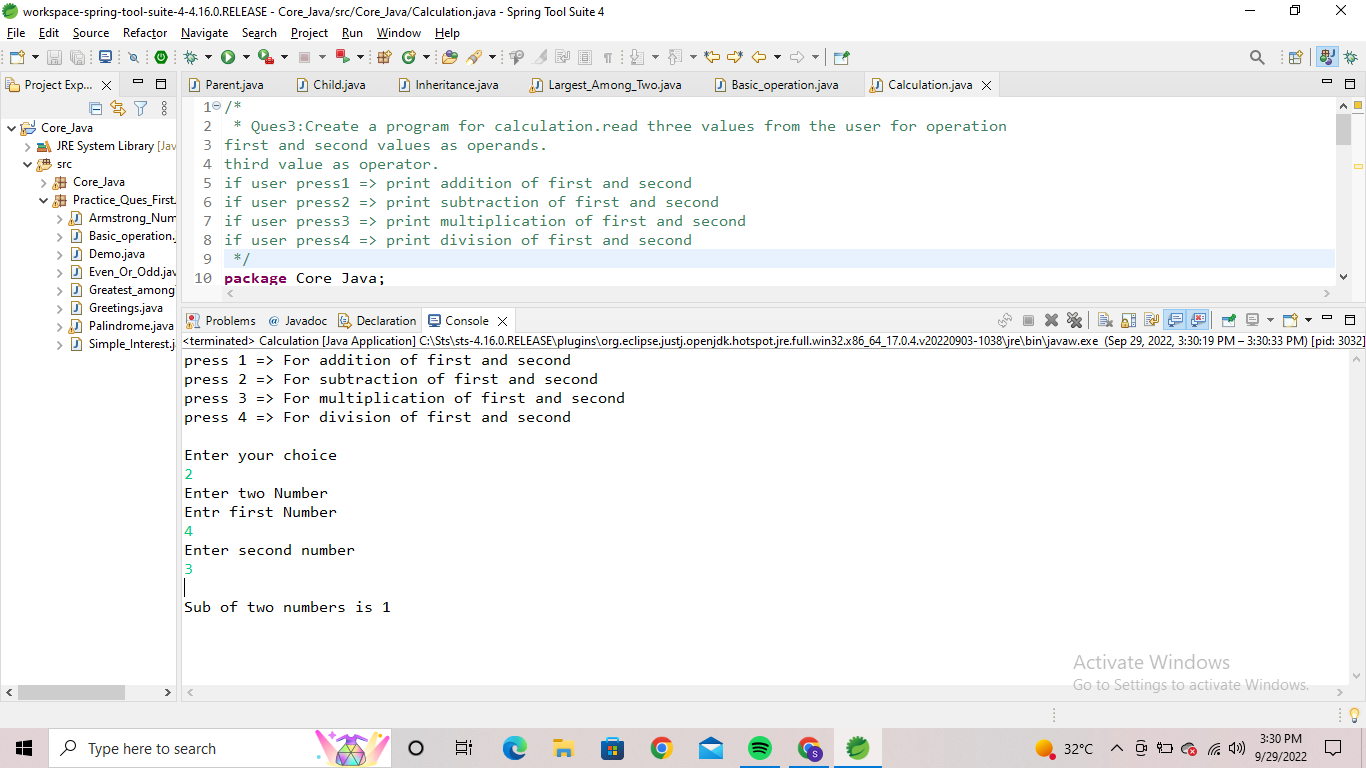 workspace-spring-tool-suite-4-4.16.0.RELEASE - Core_Java/src/Core_Java/Calculation.java - Spring Tool Suite 4
File Edit Source Refactor Navigate Search Project Run Window Help
Project Exp...
Parent.java Child.java Inheritance.java Largest_Among_Two.java Basic_operation.java Calculation.java
Core_Java
JRE System Library [Jav
src
Core_Java
Practice_Ques_First.
Armstrong_Num
Basic_operation.
Demo.java
Even_Or_Odd.jav
Greatest_among
Greetings.java
Palindrome.java
Simple_Interest.j
1 /*
2 * Ques3:Create a program for calculation.read three values from the user for operation
3 first and second values as operands.
4 third value as operator.
5 if user press1 => print addition of first and second
6 if user press2 => print subtraction of first and second
7 if user press3 => print multiplication of first and second
8 if user press4 => print division of first and second
9 */
10 package Core_Java;
Problems @ Javadoc Declaration Console
<terminated> Calculation [Java Application] C:\Sts\sts-4.16.0.RELEASE\plugins\org.eclipse.justj.openjdk.hotspot.jre.full.win32.x86_64_17.0.4.v20220903-1038\jre\bin\javaw.exe (Sep 29, 2022, 3:30:19 PM – 3:30:33 PM) [pid: 3032]
press 1 => For addition of first and second
press 2 => For subtraction of first and second
press 3 => For multiplication of first and second
press 4 => For division of first and second
Enter your choice
2
Enter two Number
Entr first Number
4
Enter second number
3
Sub of two numbers is 1
Activate Windows
Go to Settings to activate Windows.
Type here to search
32°C
3:30 PM
9/29/2022